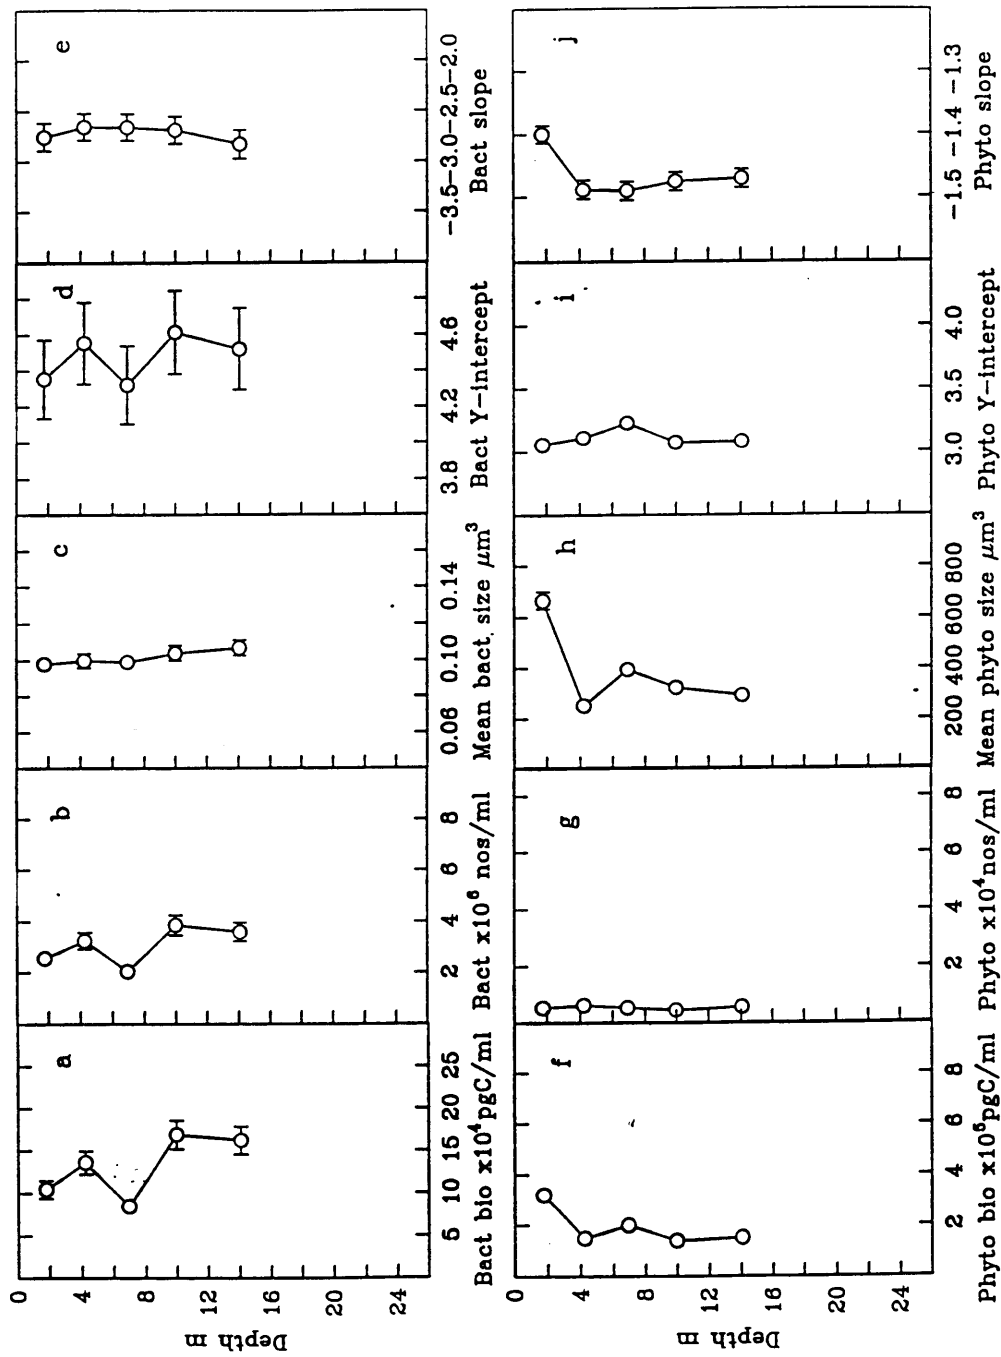 a
b
c
d
e
0
4
8
12
16
20
24
Depth m
5 10 15 20 25
2 4 6 8
0.06 0.10 0.14
3.8 4.2 4.6
−3.5−3.0−2.5−2.0
Bact bio x10⁴pgC/ml
Bact x10⁶ nos/ml
Mean bact. size µm³
Bact Y−intercept
Bact slope
f
g
h
i
j
0
4
8
12
16
20
24
Depth m
2 4 6 8
2 4 6 8
200 400 600 800
3.0 3.5 4.0
−1.5 −1.4 −1.3
Phyto bio x10⁵pgC/ml
Phyto x10⁴nos/ml
Mean phyto size µm³
Phyto Y−intercept
Phyto slope